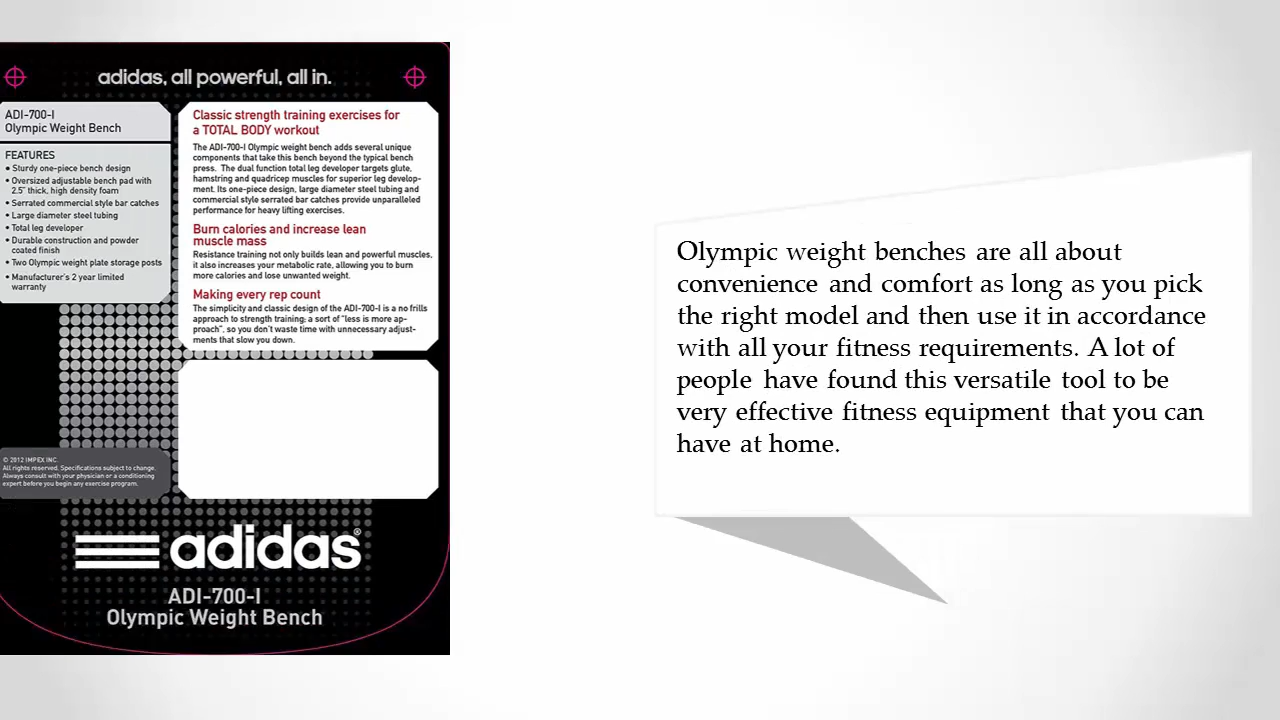 adidas, all powerful, all in.
ADI-700-I
Olympic Weight Bench
FEATURES
• Sturdy one-piece bench design
• Oversized adjustable bench pad with
2.5" thick, high density foam
• Serrated commercial style bar catches
• Large diameter steel tubing
• Total leg developer
• Durable construction and powder
coated finish
• Two Olympic weight plate storage posts
• Manufacturer's 2 year limited
warranty
© 2012 IMPEX INC.
All rights reserved. Specifications subject to change.
Always consult with your physician or a conditioning
expert before you begin any exercise program.
Classic strength training exercises for
a TOTAL BODY workout
The ADI-700-I Olympic weight bench adds several unique
components that take this bench beyond the typical bench
press. The dual function total leg developer targets glute,
hamstring and quadricep muscles for superior leg develop-
ment. Its one-piece design, large diameter steel tubing and
commercial style serrated bar catches provide unparalleled
performance for heavy lifting exercises.
Burn calories and increase lean
muscle mass
Resistance training not only builds lean and powerful muscles,
it also increases your metabolic rate, allowing you to burn
more calories and lose unwanted weight.
Making every rep count
The simplicity and classic design of the ADI-700-I is a no frills
approach to strength training; a sort of "less is more ap-
proach", so you don't waste time with unnecessary adjust-
ments that slow you down.
adidas®
ADI-700-I
Olympic Weight Bench
Olympic weight benches are all about
convenience and comfort as long as you pick
the right model and then use it in accordance
with all your fitness requirements. A lot of
people have found this versatile tool to be
very effective fitness equipment that you can
have at home.